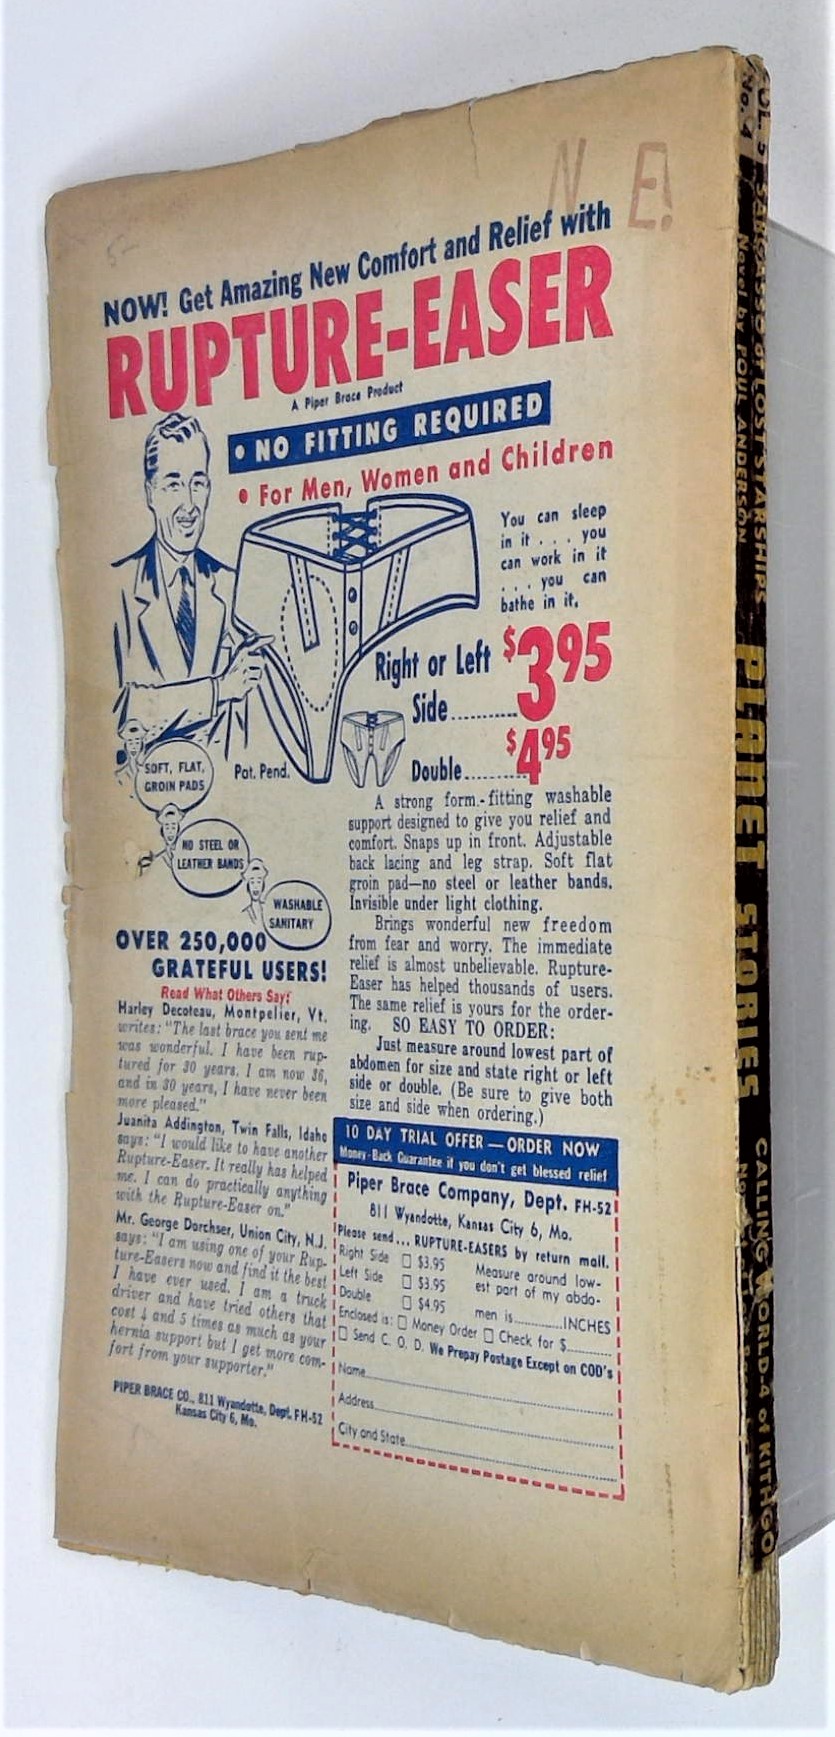 N E!
5-
NOW! Get Amazing New Comfort and Relief with
RUPTURE-EASER
A Piper Brace Product
• NO FITTING REQUIRED
• For Men, Women and Children
You can sleep
in it . . . you
can work in it
. . . you can
bathe in it.
Right or Left
Side.......... $3.95
Double........ $4.95
Pat. Pend.
SOFT, FLAT,
GROIN PADS
NO STEEL OR
LEATHER BANDS
WASHABLE
SANITARY
OVER 250,000
GRATEFUL USERS!
Read What Others Say:
Harley Decoteau, Montpelier, Vt.
writes: "The last brace you sent me
was wonderful. I have been rup-
tured for 30 years. I am now 36,
and in 30 years, I have never been
more pleased."
Juanita Addington, Twin Falls, Idaho
says: "I would like to have another
Rupture-Easer. It really has helped
me. I can do practically anything
with the Rupture-Easer on."
Mr. George Dorchser, Union City, N.J.
says: "I am using one of your Rup-
ture-Easers now and find it the best
I have ever used. I am a truck
driver and have tried others that
cost 4 and 5 times as much as your
hernia support but I get more com-
fort from your supporter."
PIPER BRACE CO., 811 Wyandotte, Dept. FH-52
Kansas City 6, Mo.
A strong form-fitting washable
support designed to give you relief and
comfort. Snaps up in front. Adjustable
back lacing and leg strap. Soft flat
groin pad—no steel or leather bands.
Invisible under light clothing.
Brings wonderful new freedom
from fear and worry. The immediate
relief is almost unbelievable. Rupture-
Easer has helped thousands of users.
The same relief is yours for the order-
ing. SO EASY TO ORDER:
Just measure around lowest part of
abdomen for size and state right or left
side or double. (Be sure to give both
size and side when ordering.)
10 DAY TRIAL OFFER — ORDER NOW
Money-Back Guarantee if you don't get blessed relief
Piper Brace Company, Dept. FH-52
811 Wyandotte, Kansas City 6, Mo.
Please send... RUPTURE-EASERS by return mail.
Right Side □ $3.95
Left Side □ $3.95
Double □ $4.95
Measure around low-
est part of my abdo-
men is............INCHES
Enclosed is: □ Money Order □ Check for $..........
□ Send C. O. D. We Prepay Postage Except on COD's
Name
Address
City and State
VOL. 5 SARGASSO of LOST STARSHIPS
No. 4 Novel by POUL ANDERSON
PLANET STORIES
CALLING WORLD-4 of KITHGOL